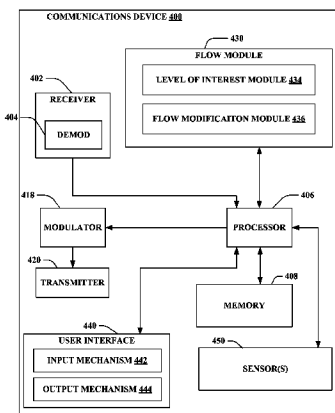 COMMUNICATIONS DEVICE 400
430
FLOW MODULE
LEVEL OF INTEREST MODULE 434
FLOW MODIFICAITON MODULE 436
402
RECEIVER
404
DEMOD
418
MODULATOR
406
PROCESSOR
420
TRANSMITTER
408
MEMORY
440
USER INTERFACE
INPUT MECHANISM 442
OUTPUT MECHANISM 444
450
SENSOR(S)